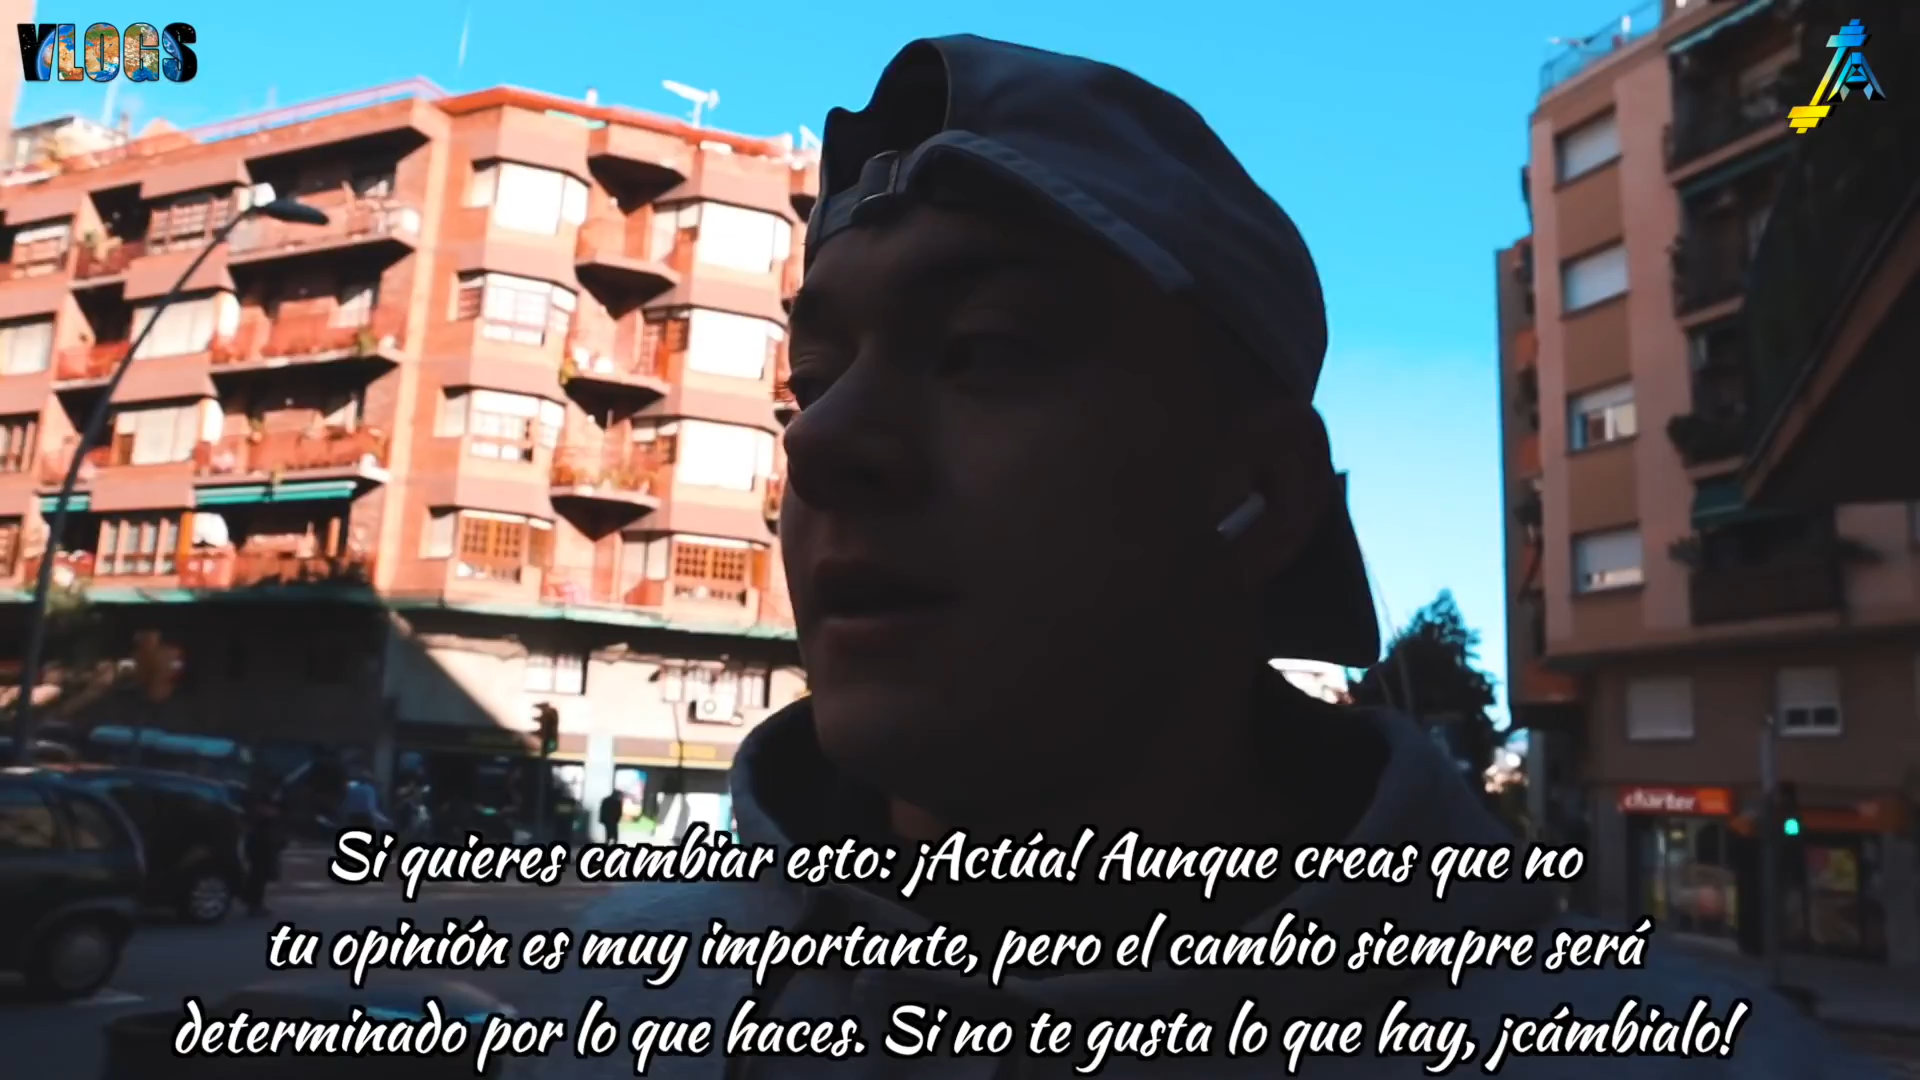 VLOGS
Si quieres cambiar esto: ¡Actúa! Aunque creas que no
tu opinión es muy importante, pero el cambio siempre será
determinado por lo que haces. Si no te gusta lo que hay, ¡cámbialo!
charter